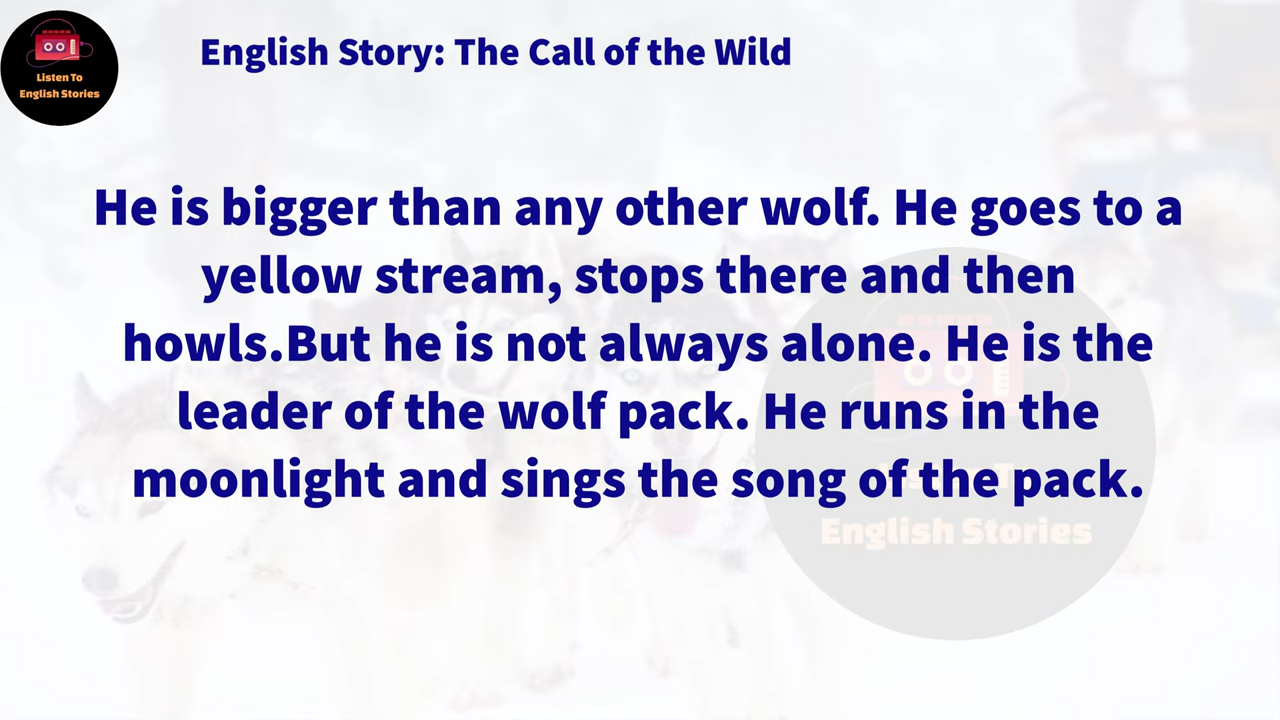 Listen To
English Stories
English Story: The Call of the Wild
He is bigger than any other wolf. He goes to a
yellow stream, stops there and then
howls.But he is not always alone. He is the
leader of the wolf pack. He runs in the
moonlight and sings the song of the pack.
English Stories